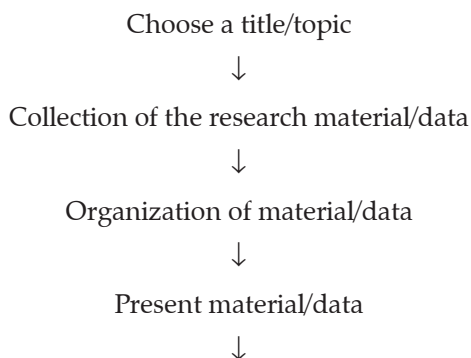 Choose a title/topic
↓
Collection of the research material/data
↓
Organization of material/data
↓
Present material/data
↓